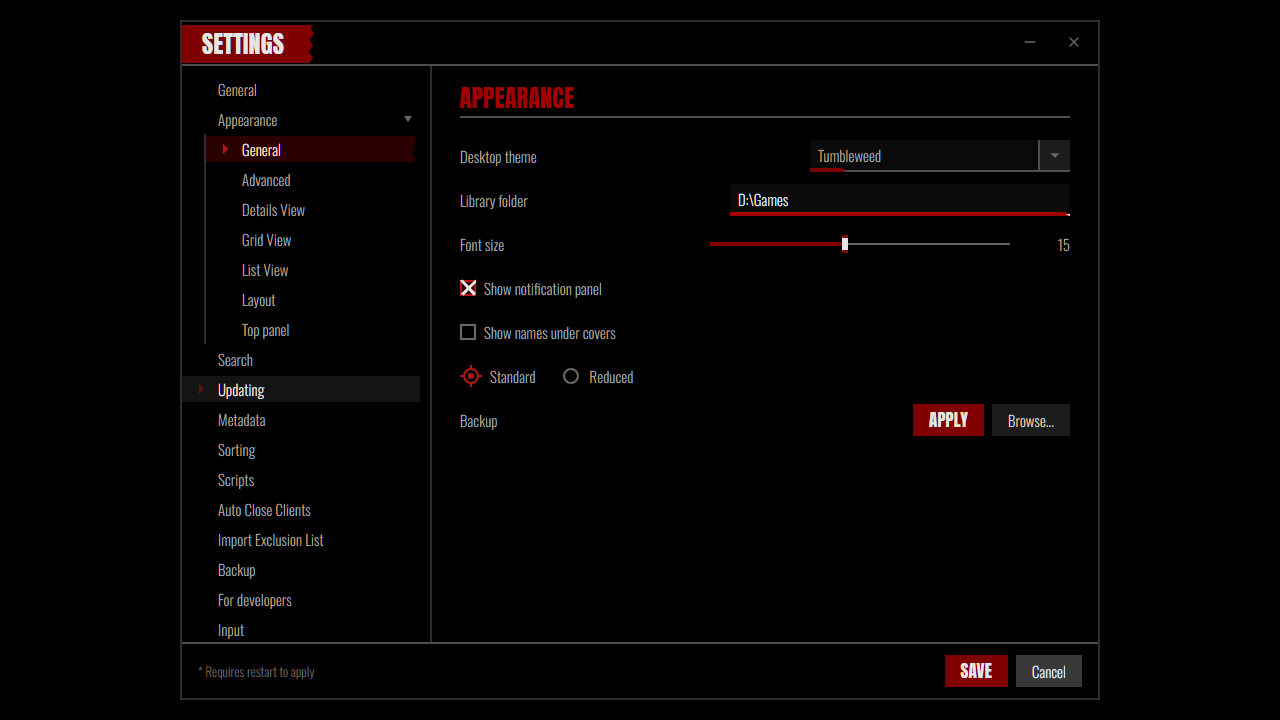 SETTINGS
General
Appearance
General
Advanced
Details View
Grid View
List View
Layout
Top panel
Search
Updating
Metadata
Sorting
Scripts
Auto Close Clients
Import Exclusion List
Backup
For developers
Input
APPEARANCE
Desktop theme
Tumbleweed
Library folder
D:\Games
Font size
15
Show notification panel
Show names under covers
Standard
Reduced
Backup
APPLY
Browse...
* Requires restart to apply
SAVE
Cancel